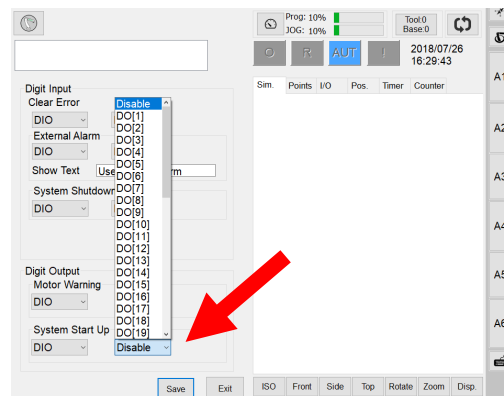 Prog: 10%
JOG: 10%
Tool:0
Base:0
O R AUT I
2018/07/26
16:29:43
Sim. Points I/O Pos. Timer Counter
Digit Input
Clear Error
DIO
External Alarm
DIO
Show Text
System Shutdown
DIO
Disable
DO[1]
DO[2]
DO[3]
DO[4]
DO[5]
DO[6]
DO[7]
DO[8]
DO[9]
DO[10]
DO[11]
DO[12]
DO[13]
DO[14]
DO[15]
DO[16]
DO[17]
DO[18]
DO[19]
Digit Output
Motor Warning
DIO
System Start Up
DIO Disable
Save Exit
ISO Front Side Top Rotate Zoom Disp.
A2
A3
A4
A5
A6